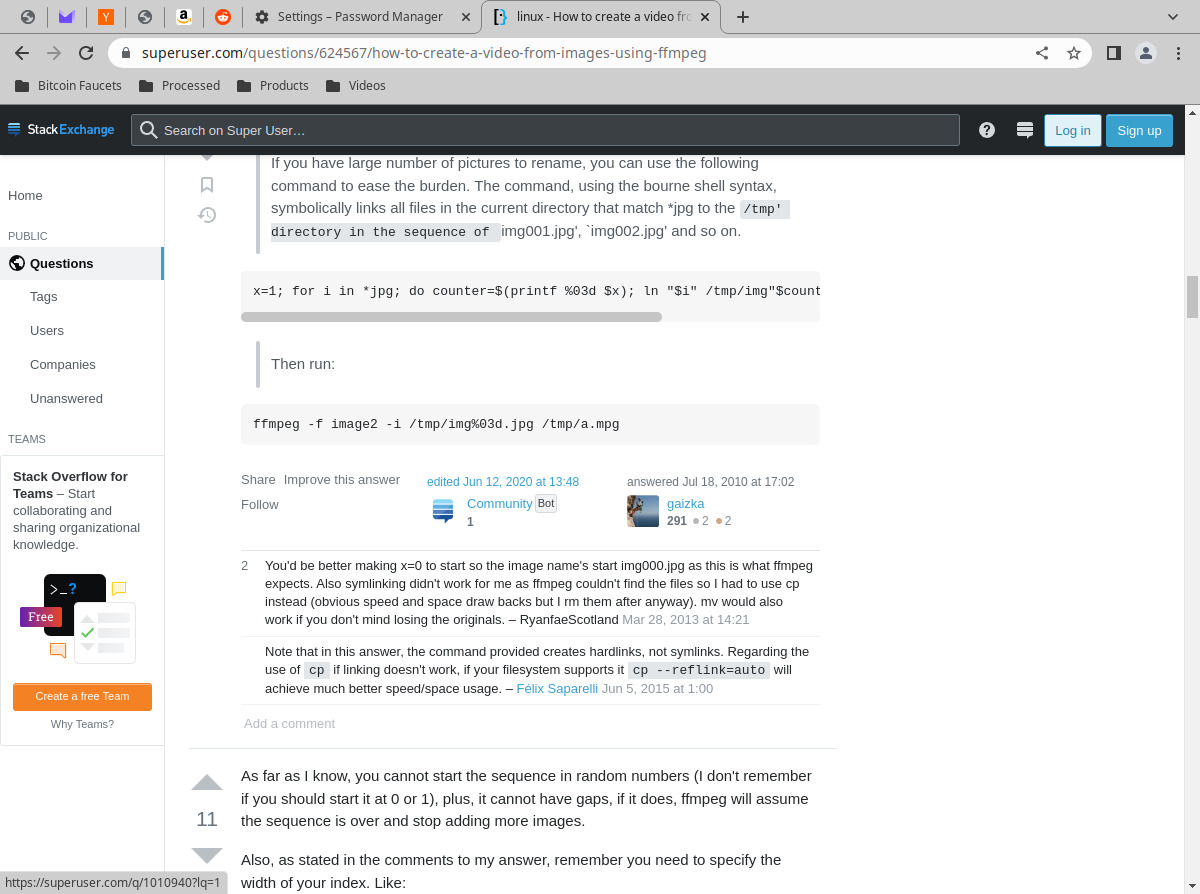 Settings – Password Manager
linux - How to create a video fro
superuser.com/questions/624567/how-to-create-a-video-from-images-using-ffmpeg
Bitcoin Faucets
Processed
Products
Videos
StackExchange
Search on Super User…
Log in
Sign up
Home
PUBLIC
Questions
Tags
Users
Companies
Unanswered
TEAMS
Stack Overflow for
Teams – Start
collaborating and
sharing organizational
knowledge.
>_?
Free
Create a free Team
Why Teams?
If you have large number of pictures to rename, you can use the following
command to ease the burden. The command, using the bourne shell syntax,
symbolically links all files in the current directory that match *jpg to the /tmp'
directory in the sequence of img001.jpg', `img002.jpg' and so on.
x=1; for i in *jpg; do counter=$(printf %03d $x); ln "$i" /tmp/img"$count
Then run:
ffmpeg -f image2 -i /tmp/img%03d.jpg /tmp/a.mpg
Share Improve this answer
Follow
edited Jun 12, 2020 at 13:48
Community Bot
1
answered Jul 18, 2010 at 17:02
gaizka
291 ●2 ●2
2 You'd be better making x=0 to start so the image name's start img000.jpg as this is what ffmpeg
expects. Also symlinking didn't work for me as ffmpeg couldn't find the files so I had to use cp
instead (obvious speed and space draw backs but I rm them after anyway). mv would also
work if you don't mind losing the originals. – RyanfaeScotland Mar 28, 2013 at 14:21
Note that in this answer, the command provided creates hardlinks, not symlinks. Regarding the
use of cp if linking doesn't work, if your filesystem supports it cp --reflink=auto will
achieve much better speed/space usage. – Félix Saparelli Jun 5, 2015 at 1:00
Add a comment
11
As far as I know, you cannot start the sequence in random numbers (I don't remember
if you should start it at 0 or 1), plus, it cannot have gaps, if it does, ffmpeg will assume
the sequence is over and stop adding more images.
Also, as stated in the comments to my answer, remember you need to specify the
width of your index. Like:
https://superuser.com/q/1010940?lq=1